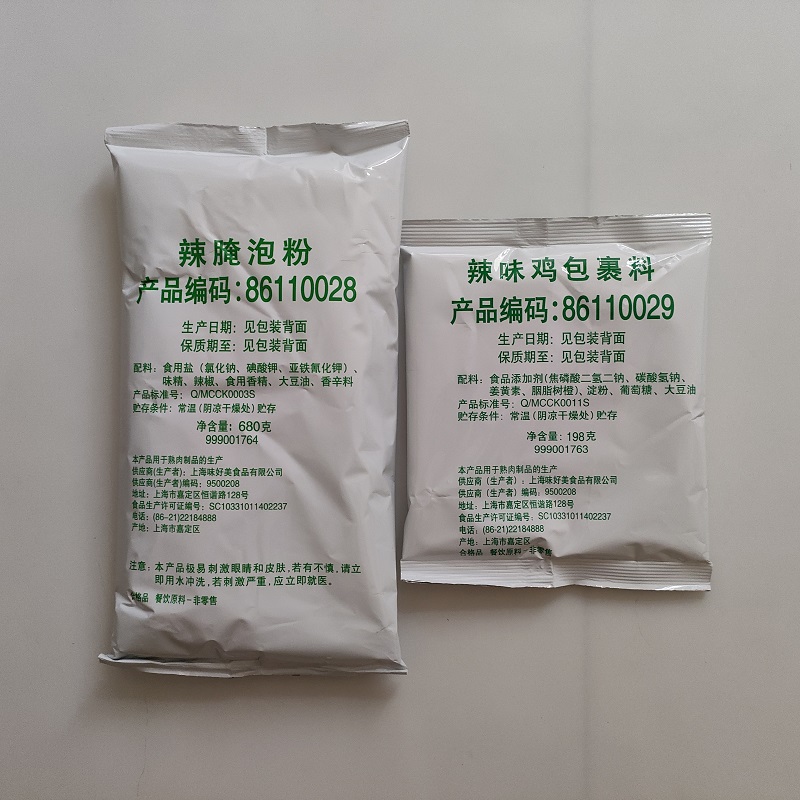 辣腌泡粉
产品编码:86110028
生产日期: 见包装背面
保质期至: 见包装背面
配料: 食用盐(氯化钠、碘酸钾、亚铁氰化钾)、
味精、辣椒、食用香精、大豆油、香辛料
产品标准号: Q/MCCK0003S
贮存条件: 常温(阴凉干燥处)贮存
净含量: 680克
999001764
本产品用于熟肉制品的生产
供应商(生产者): 上海味好美食品有限公司
供应商(生产者)编码: 9500208
地址: 上海市嘉定区恒谐路128号
食品生产许可证编号: SC10331011402237
电话: (86-21)22184888
产地: 上海市嘉定区
注意: 本产品极易刺激眼睛和皮肤,若有不慎,请立
即用水冲洗,若刺激严重,应立即就医。
合格品 餐饮原料-非零售
辣味鸡包裹料
产品编码:86110029
生产日期: 见包装背面
保质期至: 见包装背面
配料: 食品添加剂(焦磷酸二氢二钠、碳酸氢钠、
姜黄素、胭脂树橙)、淀粉、葡萄糖、大豆油
产品标准号: Q/MCCK0011S
贮存条件: 常温(阴凉干燥处)贮存
净含量: 198克
999001763
本产品用于熟肉制品的生产
供应商(生产者): 上海味好美食品有限公司
供应商(生产者)编码: 9500208
地址: 上海市嘉定区恒谐路128号
食品生产许可证编号: SC10331011402237
电话: (86-21)22184888
产地: 上海市嘉定区
合格品 餐饮原料-非零售